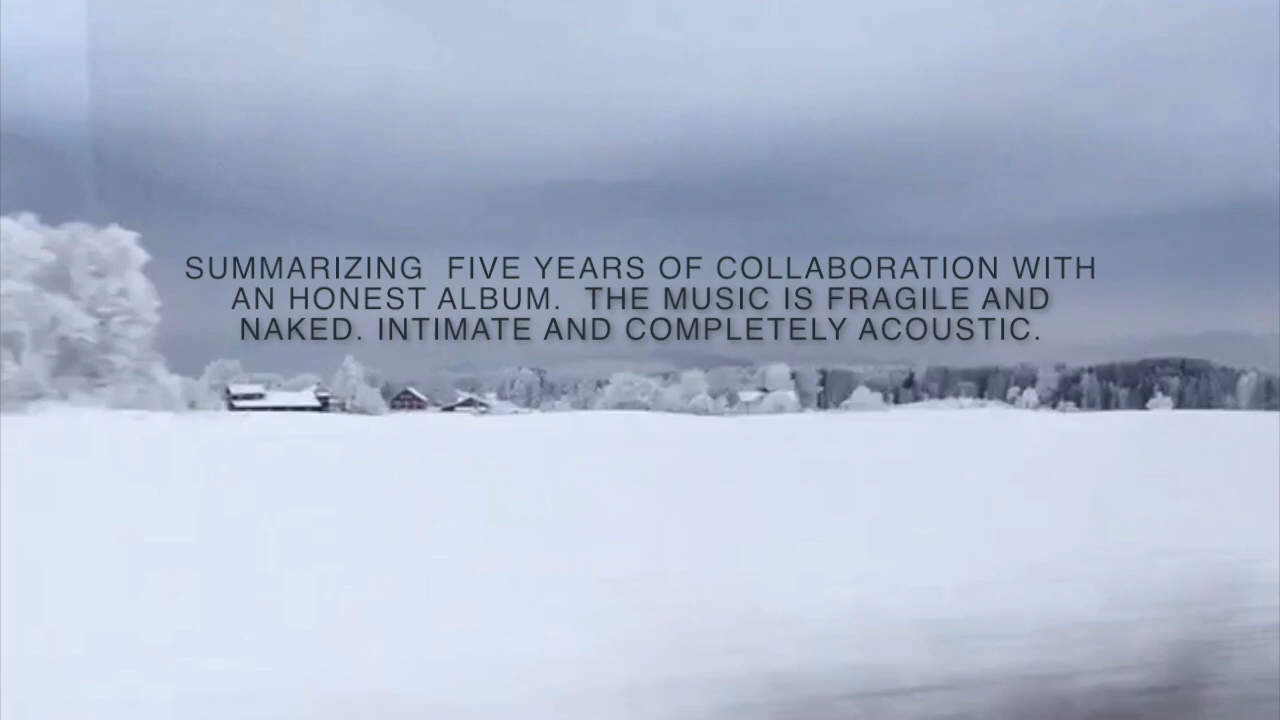 SUMMARIZING  FIVE YEARS OF COLLABORATION WITH
AN HONEST ALBUM.  THE MUSIC IS FRAGILE AND
NAKED. INTIMATE AND COMPLETELY ACOUSTIC.